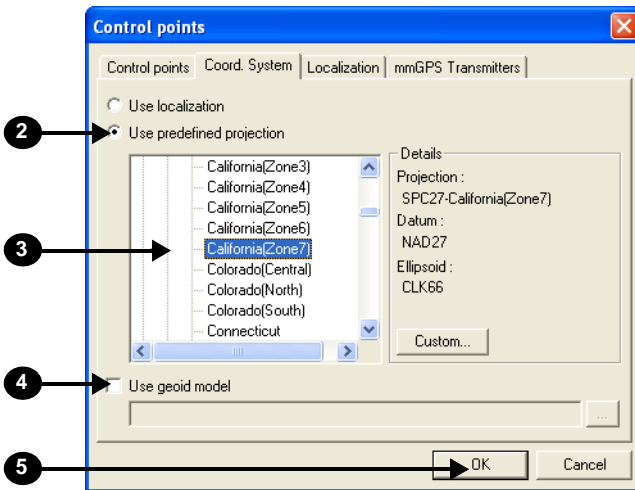 Control points
Control points Coord. System Localization mmGPS Transmitters
Use localization
2 Use predefined projection
3
California(Zone3)
California(Zone4)
California(Zone5)
California(Zone6)
California(Zone7)
Colorado(Central)
Colorado(North)
Colorado(South)
Connecticut
Details
Projection :
SPC27-California(Zone7)
Datum :
NAD27
Ellipsoid :
CLK66
Custom...
4 Use geoid model
...
5 OK Cancel